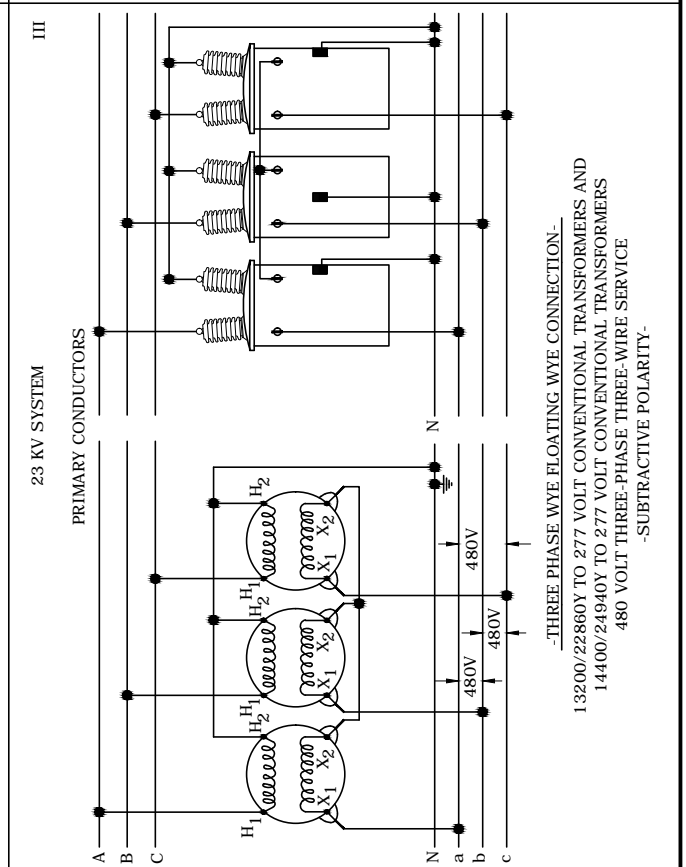 III
23 KV SYSTEM
PRIMARY CONDUCTORS
A
B
C
H1
H2
H1
H2
H1
H2
X1
X2
X1
X2
X1
X2
N
N
a
b
c
480V
480V
480V
-THREE PHASE WYE FLOATING WYE CONNECTION-
13200/22860Y TO 277 VOLT CONVENTIONAL TRANSFORMERS AND
14400/24940Y TO 277 VOLT CONVENTIONAL TRANSFORMERS
480 VOLT THREE-PHASE THREE-WIRE SERVICE
-SUBTRACTIVE POLARITY-